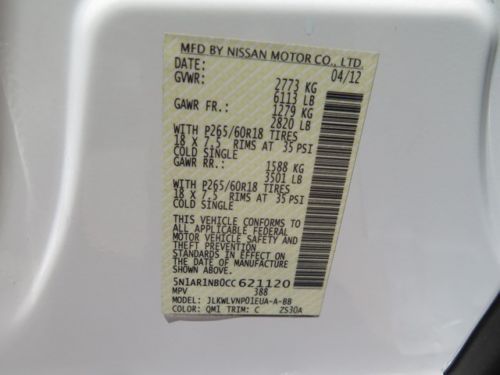 MFD BY NISSAN MOTOR CO., LTD.
DATE: 04/12
GVWR: 2773 KG
6113 LB
GAWR FR.: 1279 KG
2820 LB
WITH P265/60R18 TIRES
18 X 7.5 RIMS AT 35 PSI
COLD SINGLE
GAWR RR.: 1588 KG
3501 LB
WITH P265/60R18 TIRES
18 X 7.5 RIMS AT 35 PSI
COLD SINGLE
THIS VEHICLE CONFORMS TO
ALL APPLICABLE FEDERAL
MOTOR VEHICLE SAFETY AND
THEFT PREVENTION
STANDARDS IN EFFECT ON
THE DATE OF MANUFACTURE
SHOWN ABOVE.
5N1AR1NB0CC 621120
MPV 388
MODEL: JLKWLVNP01EUA-A-BB
COLOR: QM1 TRIM: C ZS30A